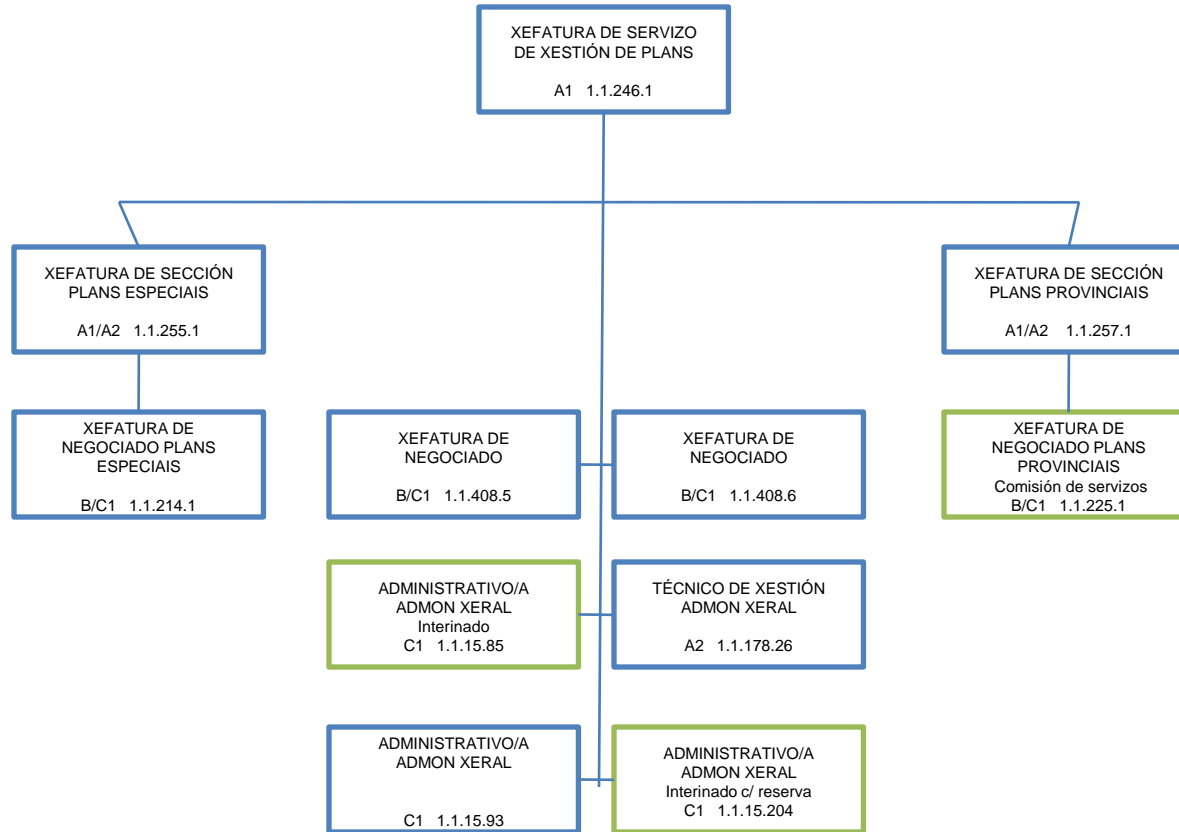 XEFATURA DE SERVIZO
DE XESTIÓN DE PLANS
A1 1.1.246.1
XEFATURA DE SECCIÓN
PLANS ESPECIAIS
A1/A2 1.1.255.1
XEFATURA DE SECCIÓN
PLANS PROVINCIAIS
A1/A2 1.1.257.1
XEFATURA DE
NEGOCIADO PLANS
ESPECIAIS
B/C1 1.1.214.1
XEFATURA DE
NEGOCIADO
B/C1 1.1.408.5
XEFATURA DE
NEGOCIADO
B/C1 1.1.408.6
XEFATURA DE
NEGOCIADO PLANS
PROVINCIAIS
Comisión de servizos
B/C1 1.1.225.1
ADMINISTRATIVO/A
ADMON XERAL
Interinado
C1 1.1.15.85
TÉCNICO DE XESTIÓN
ADMON XERAL
A2 1.1.178.26
ADMINISTRATIVO/A
ADMON XERAL
C1 1.1.15.93
ADMINISTRATIVO/A
ADMON XERAL
Interinado c/ reserva
C1 1.1.15.204